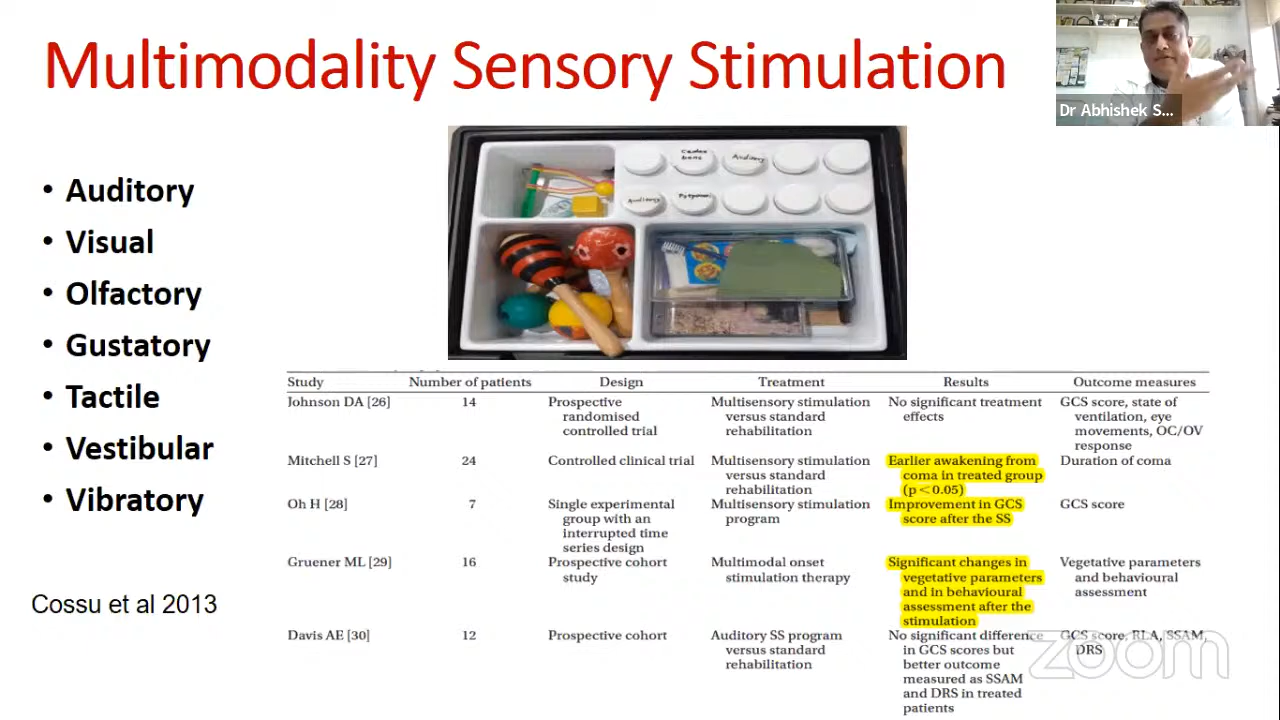 Multimodality Sensory Stimulation
Dr Abhishek S...
• Auditory
• Visual
• Olfactory
• Gustatory
• Tactile
• Vestibular
• Vibratory
Cossu et al 2013
Auditory
Auditory
Study Number of patients Design Treatment Results Outcome measures
Johnson DA [26] 14 Prospective Multisensory stimulation No significant treatment GCS score, state of
randomised versus standard effects ventilation, eye
controlled trial rehabilitation movements, OC/OV
response
Mitchell S [27] 24 Controlled clinical trial Multisensory stimulation Earlier awakening from Duration of coma
versus standard coma in treated group
rehabilitation (p<0.05)
Oh H [28] 7 Single experimental Multisensory stimulation Improvement in GCS GCS score
group with an program score after the SS
interrupted time
series design
Gruener ML [29] 16 Prospective cohort Multimodal onset Significant changes in Vegetative parameters
study stimulation therapy vegetative parameters and behavioural
and in behavioural assessment
assessment after the
stimulation
Davis AE [30] 12 Prospective cohort Auditory SS program No significant difference GCS score, RLA, SSAM,
versus standard in GCS scores but DRS
rehabilitation better outcome
measured as SSAM
and DRS in treated
patients
zoom